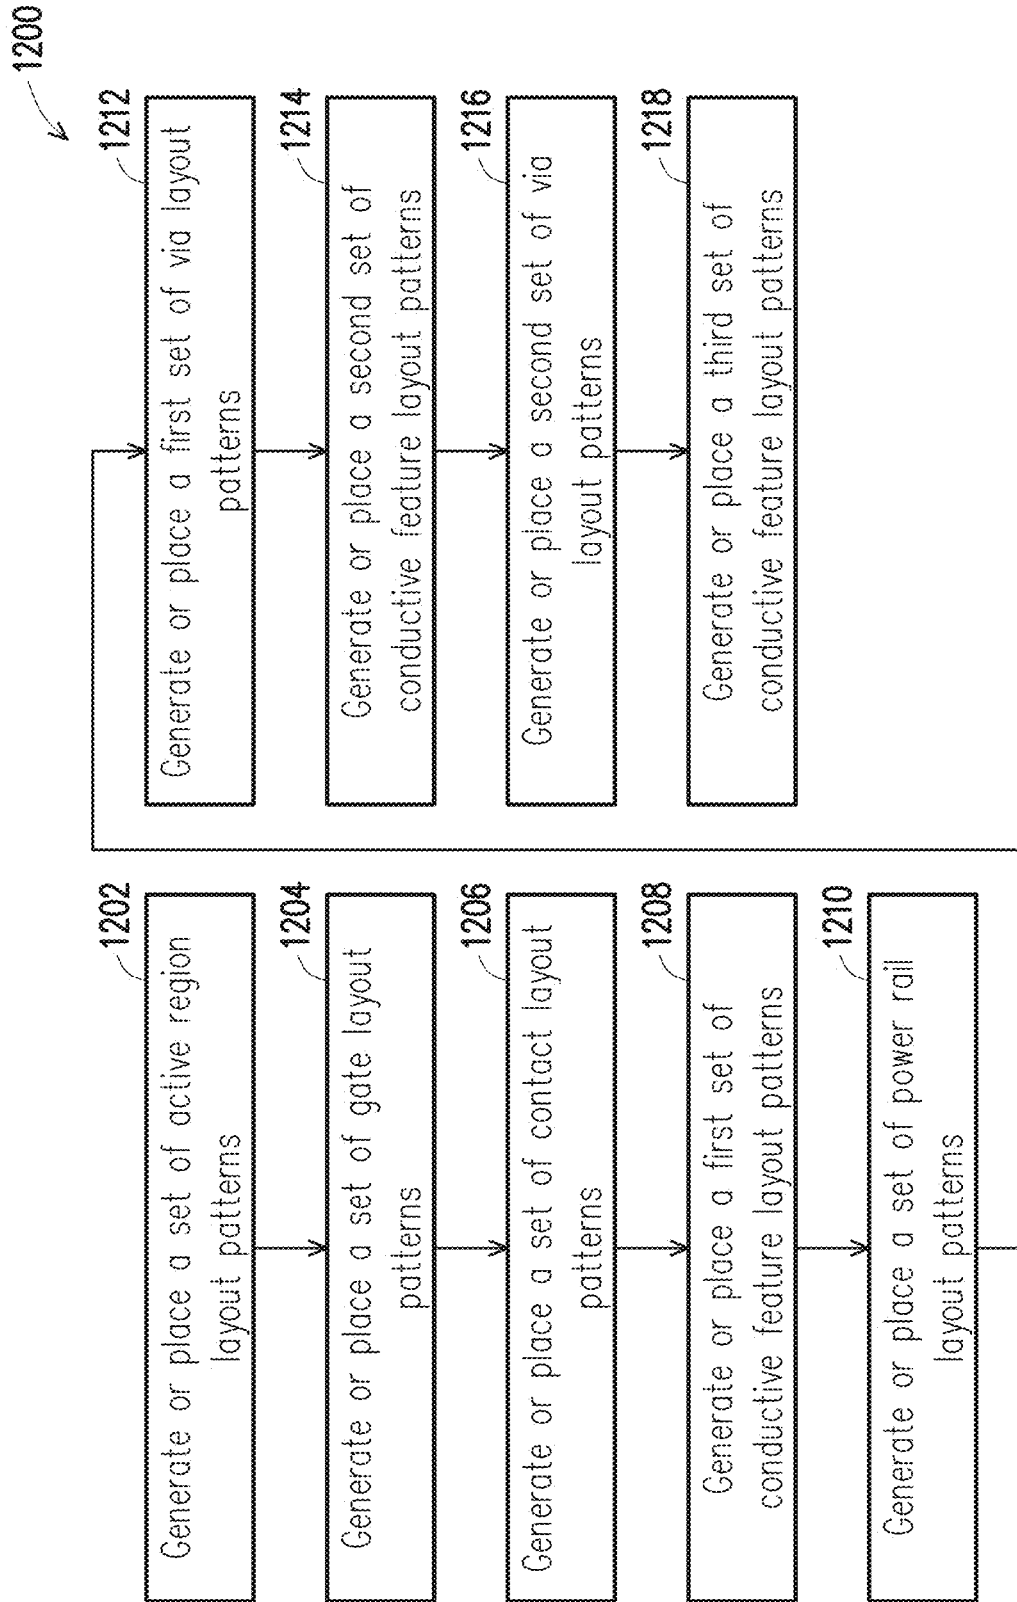 1200
1202
Generate or place a set of active region
layout patterns
1204
Generate or place a set of gate layout
patterns
1206
Generate or place a set of contact layout
patterns
1208
Generate or place a first set of
conductive feature layout patterns
1210
Generate or place a set of power rail
layout patterns
1212
Generate or place a first set of via layout
patterns
1214
Generate or place a second set of
conductive feature layout patterns
1216
Generate or place a second set of via
layout patterns
1218
Generate or place a third set of
conductive feature layout patterns